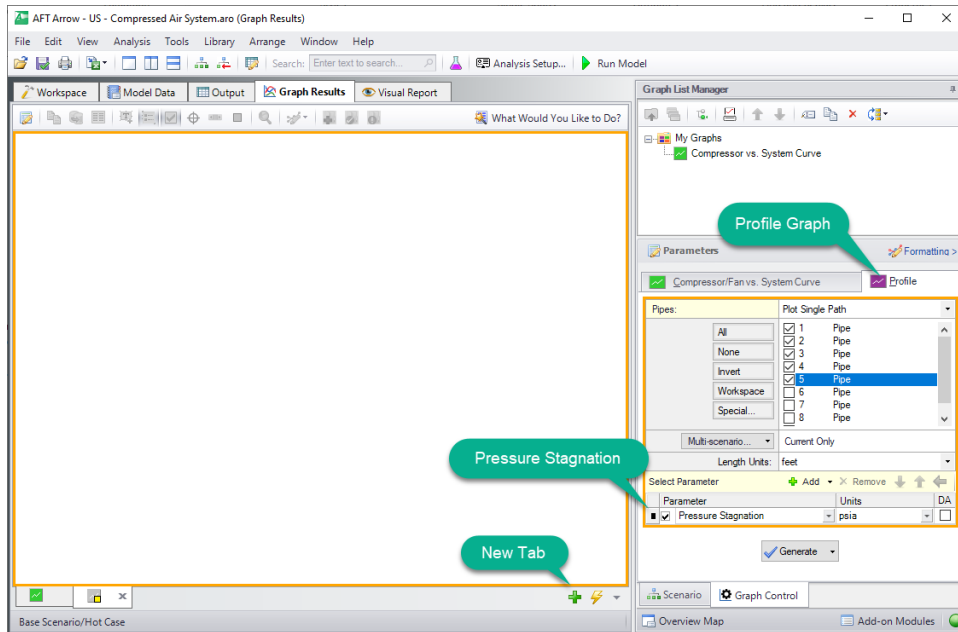 AFT Arrow - US - Compressed Air System.aro (Graph Results)
File Edit View Analysis Tools Library Arrange Window Help
Search: Enter text to search... Analysis Setup... Run Model
Workspace Model Data Output Graph Results Visual Report
What Would You Like to Do?
Graph List Manager
My Graphs
Compressor vs. System Curve
Profile Graph
Parameters Formatting >
Compressor/Fan vs. System Curve Profile
Pipes: Plot Single Path
All
None
Invert
Workspace
Special...
1 Pipe
2 Pipe
3 Pipe
4 Pipe
5 Pipe
6 Pipe
7 Pipe
8 Pipe
Multi-scenario... Current Only
Length Units: feet
Pressure Stagnation
Select Parameter Add Remove
Parameter Units DA
Pressure Stagnation psia
New Tab
Generate
Scenario Graph Control
Base Scenario/Hot Case
Overview Map Add-on Modules